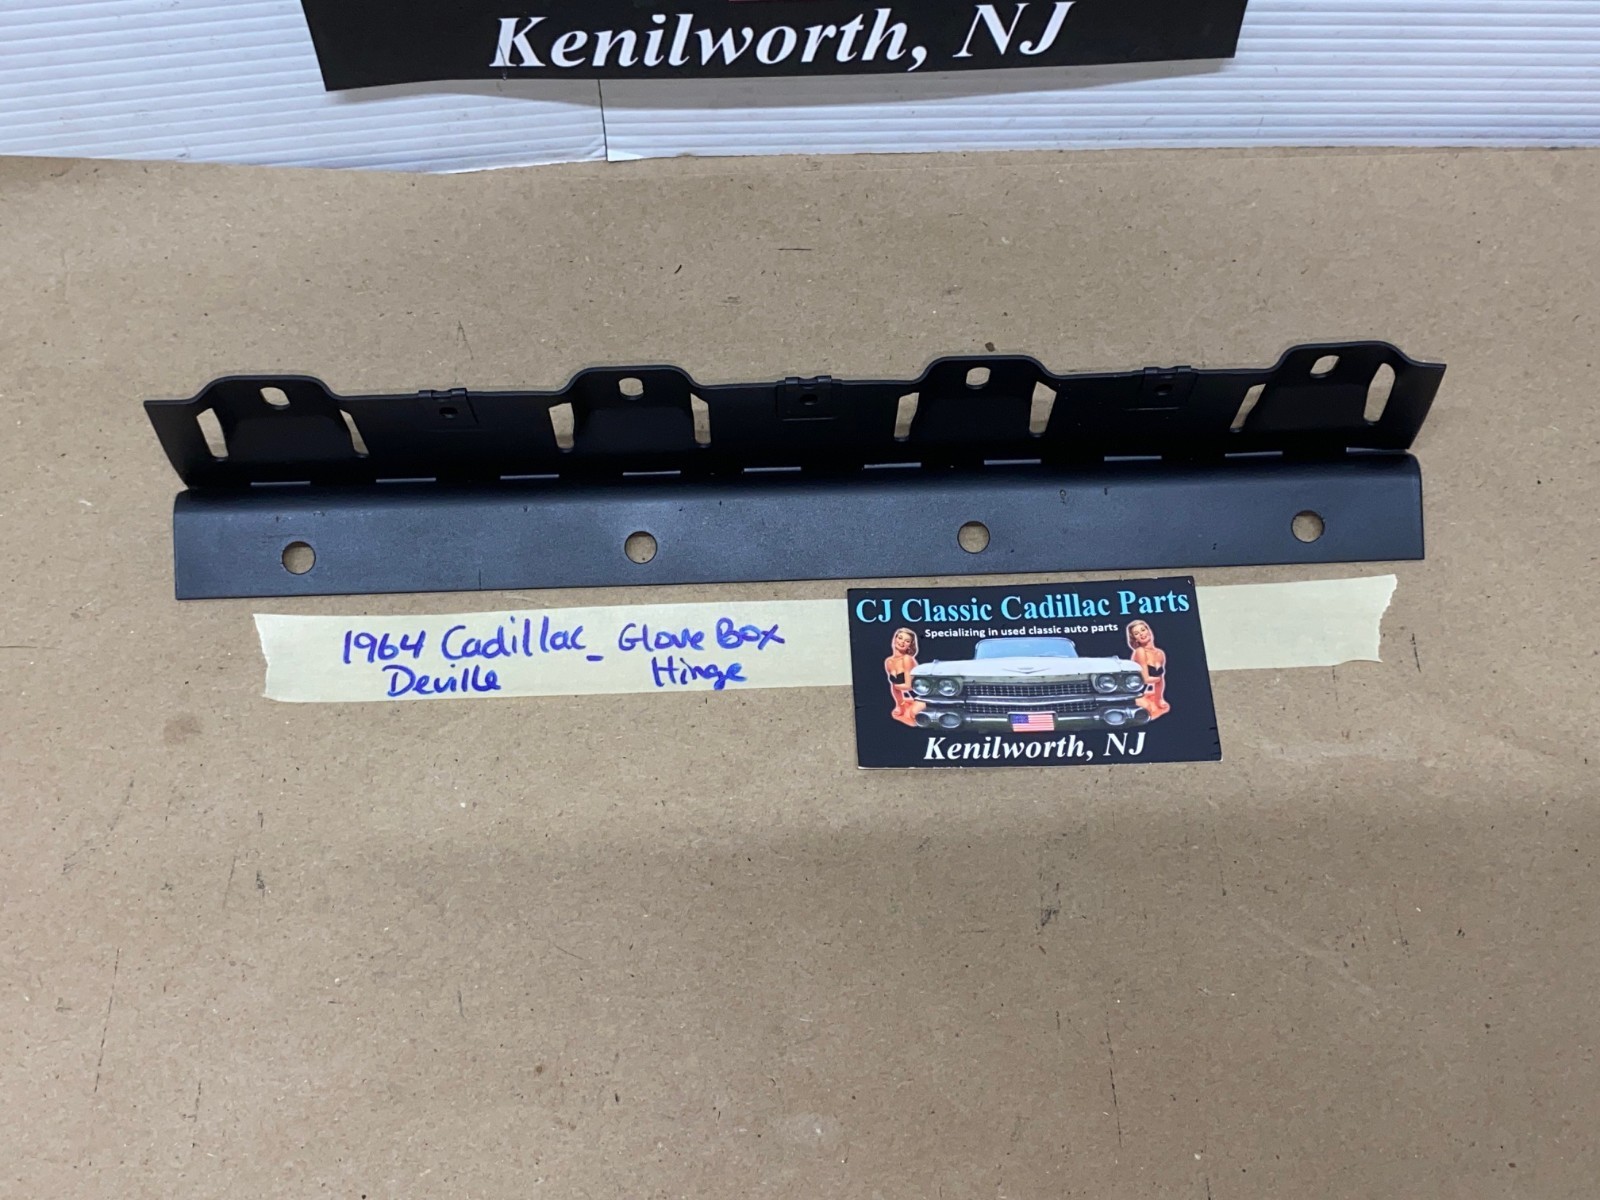 Kenilworth, NJ
1964 Cadillac - Glove Box
Deville Hinge
CJ Classic Cadillac Parts
Specializing in used classic auto parts
Kenilworth, NJ